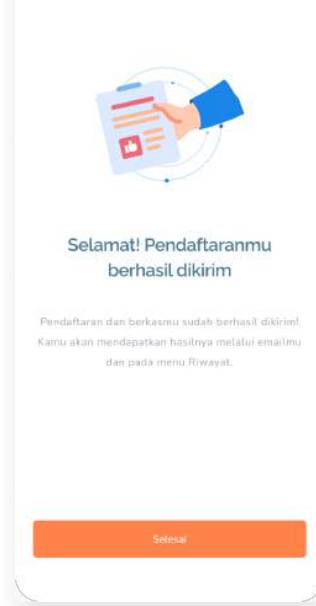 Selamat! Pendaftaranmu
berhasil dikirim
Pendaftaran dan berkasmu sudah berhasil dikirim!
Kamu akan mendapatkan hasilnya melalui emailmu
dan pada menu Riwayat.
Selesai